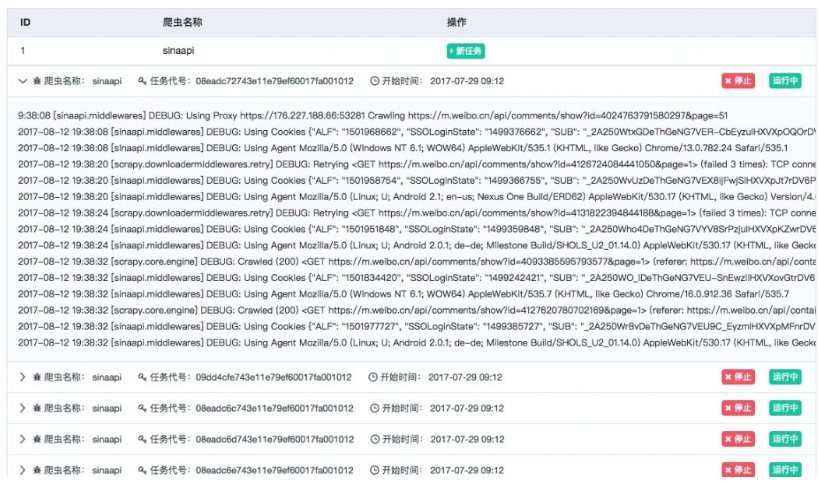 ID 爬虫名称 操作
1 sinaapi 新任务
爬虫名称： sinaapi 任务代号： 08eadc72743e11e79ef60017fa001012 开始时间： 2017-07-29 09:12 停止 运行中
9:38:08 [sinaapi.middlewares] DEBUG: Using Proxy https://176.227.188.66:53281 Crawling https://m.weibo.cn/api/comments/show?id=4024763791580297&page=51
2017-08-12 19:38:08 [sinaapi.middlewares] DEBUG: Using Cookies {"ALF": "1501968662", "SSOLoginState": "1499376662", "SUB": "_2A250WtxGDeThGeNG7VER-CbEyzuIHXVXpOQOrDV
2017-08-12 19:38:08 [sinaapi.middlewares] DEBUG: Using Agent Mozilla/5.0 (Windows NT 6.1; WOW64) AppleWebKit/535.1 (KHTML, like Gecko) Chrome/13.0.782.24 Safari/535.1
2017-08-12 19:38:20 [scrapy.downloadermiddlewares.retry] DEBUG: Retrying <GET https://m.weibo.cn/api/comments/show?id=4126724084441050&page=1> (failed 3 times): TCP conne
2017-08-12 19:38:20 [sinaapi.middlewares] DEBUG: Using Cookies {"ALF": "1501958754", "SSOLoginState": "1499366755", "SUB": "_2A250WvUzDeThGeNG7VEX8IjFwjSIHXVXpJt7rDV6P
2017-08-12 19:38:20 [sinaapi.middlewares] DEBUG: Using Agent Mozilla/5.0 (Linux; U; Android 2.1; en-us; Nexus One Build/ERD62) AppleWebKit/530.17 (KHTML, like Gecko) Version/4.
2017-08-12 19:38:24 [scrapy.downloadermiddlewares.retry] DEBUG: Retrying <GET https://m.weibo.cn/api/comments/show?id=4131822394844188&page=1> (failed 3 times): TCP conne
2017-08-12 19:38:24 [sinaapi.middlewares] DEBUG: Using Cookies {"ALF": "1501951848", "SSOLoginState": "1499359848", "SUB": "_2A250Who4DeThGeNG7VYV8SrPzjuIHXVXpKZwrDV6
2017-08-12 19:38:24 [sinaapi.middlewares] DEBUG: Using Agent Mozilla/5.0 (Linux; U; Android 2.0.1; de-de; Milestone Build/SHOLS_U2_01.14.0) AppleWebKit/530.17 (KHTML, like Gecko
2017-08-12 19:38:32 [scrapy.core.engine] DEBUG: Crawled (200) <GET https://m.weibo.cn/api/comments/show?id=4093385595793577&page=1> (referer: https://m.weibo.cn/api/conta
2017-08-12 19:38:32 [sinaapi.middlewares] DEBUG: Using Cookies {"ALF": "1501834420", "SSOLoginState": "1499242421", "SUB": "_2A250WO_IDeThGeNG7VEU-SnEwzIIHXVXovGtrDV6
2017-08-12 19:38:32 [sinaapi.middlewares] DEBUG: Using Agent Mozilla/5.0 (Windows NT 6.1; WOW64) AppleWebKit/535.7 (KHTML, like Gecko) Chrome/16.0.912.36 Safari/535.7
2017-08-12 19:38:32 [scrapy.core.engine] DEBUG: Crawled (200) <GET https://m.weibo.cn/api/comments/show?id=4127620780702169&page=1> (referer: https://m.weibo.cn/api/contai
2017-08-12 19:38:32 [sinaapi.middlewares] DEBUG: Using Cookies {"ALF": "1501977727", "SSOLoginState": "1499385727", "SUB": "_2A250Wr8vDeThGeNG7VEU9C_EyzmIHXVXpMFnrDV
2017-08-12 19:38:32 [sinaapi.middlewares] DEBUG: Using Agent Mozilla/5.0 (Linux; U; Android 2.0.1; de-de; Milestone Build/SHOLS_U2_01.14.0) AppleWebKit/530.17 (KHTML, like Gecko
爬虫名称： sinaapi 任务代号： 09dd4cfe743e11e79ef60017fa001012 开始时间： 2017-07-29 09:12 停止 运行中
爬虫名称： sinaapi 任务代号： 08eadc6c743e11e79ef60017fa001012 开始时间： 2017-07-29 09:12 停止 运行中
爬虫名称： sinaapi 任务代号： 08eadc6d743e11e79ef60017fa001012 开始时间： 2017-07-29 09:12 停止 运行中
爬虫名称： sinaapi 任务代号： 08eadc6e743e11e79ef60017fa001012 开始时间： 2017-07-29 09:12 停止 运行中